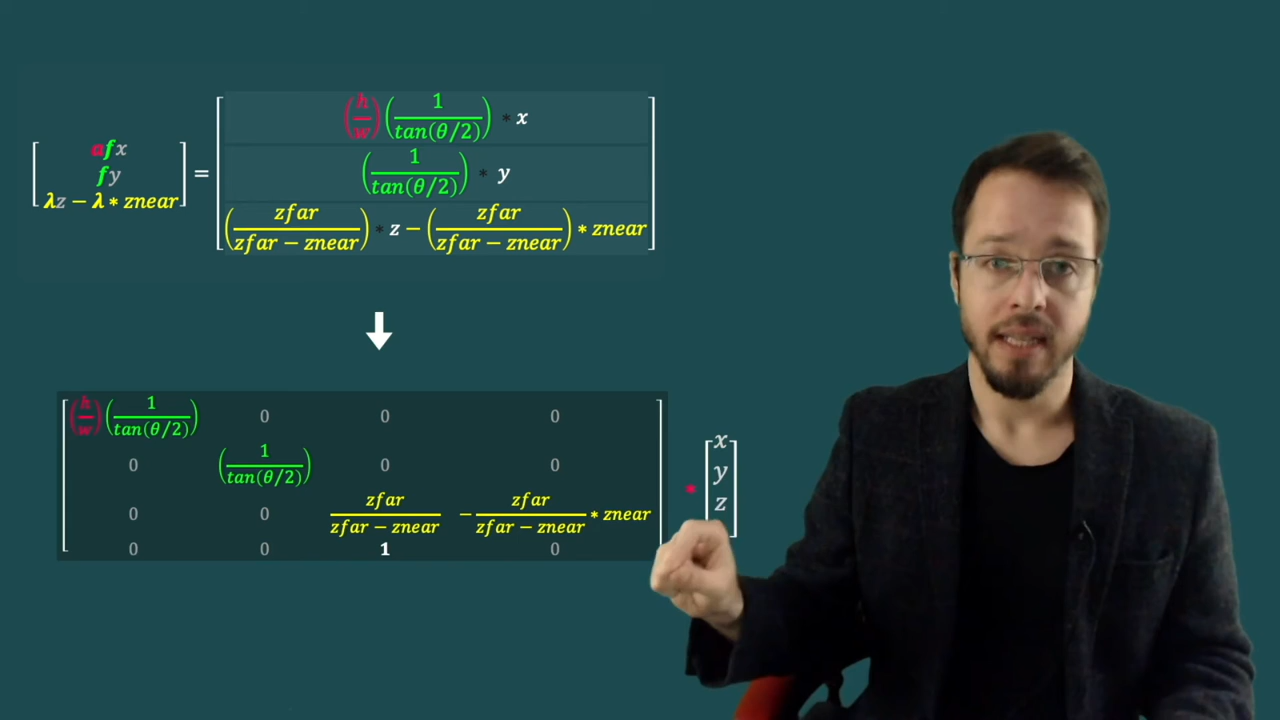 [afx, fy, λz − λ * znear] = [
(h/w)(1/tan(θ/2)) * x
(1/tan(θ/2)) * y
(zfar/(zfar − znear)) * z − (zfar/(zfar − znear)) * znear
]
(h/w)(1/tan(θ/2)) 0 0 0
0 (1/tan(θ/2)) 0 0
0 0 zfar/(zfar − znear) −zfar/(zfar − znear) * znear
0 0 1 0
* [x
y
z]